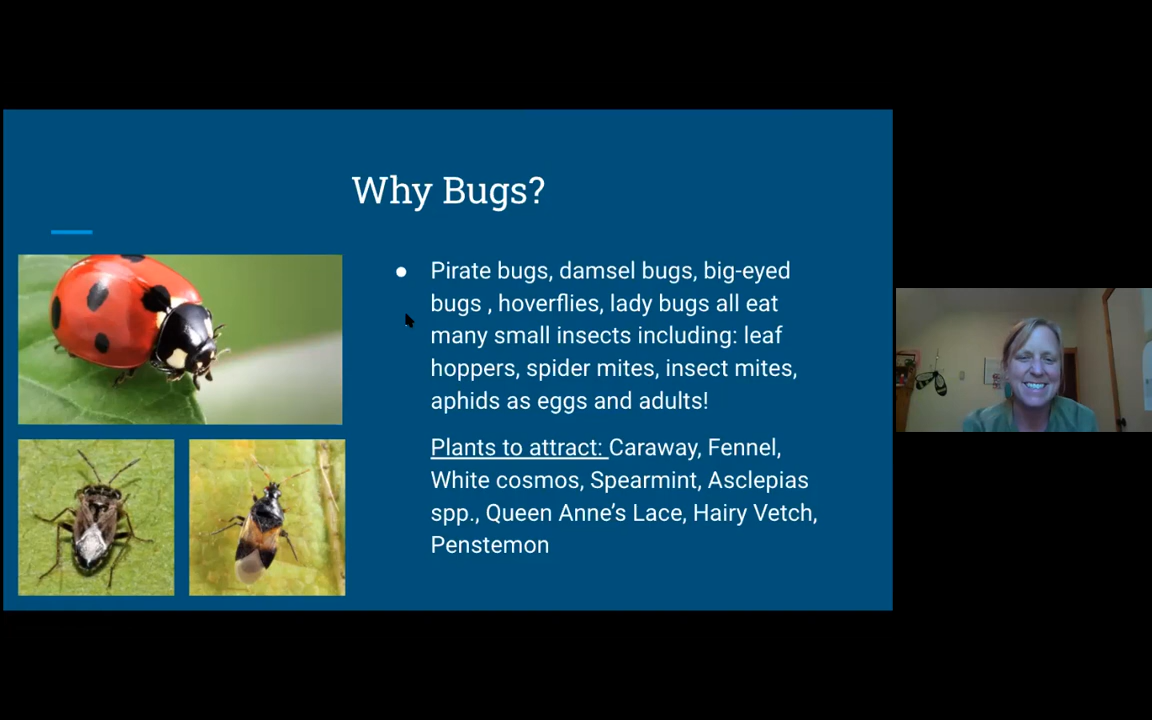 Why Bugs?
● Pirate bugs, damsel bugs, big-eyed
bugs , hoverflies, lady bugs all eat
many small insects including: leaf
hoppers, spider mites, insect mites,
aphids as eggs and adults!
Plants to attract: Caraway, Fennel,
White cosmos, Spearmint, Asclepias
spp., Queen Anne’s Lace, Hairy Vetch,
Penstemon